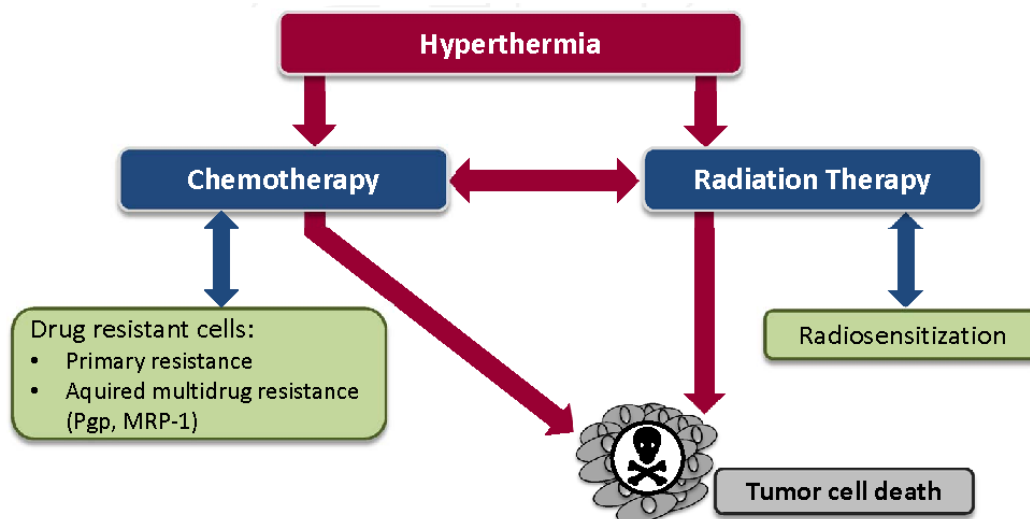 Hyperthermia
Chemotherapy
Radiation Therapy
Drug resistant cells:
• Primary resistance
• Aquired multidrug resistance
(Pgp, MRP-1)
Radiosensitization
Tumor cell death